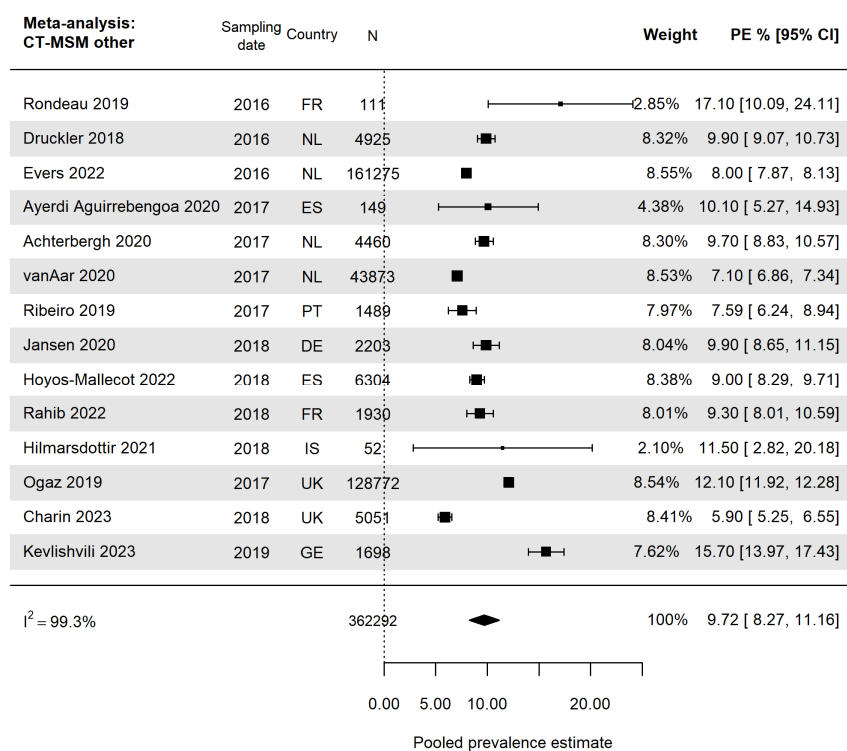 Meta-analysis:
CT-MSM other
Sampling date Country N Weight PE % [95% CI]
Rondeau 2019 2016 FR 111 2.85% 17.10 [10.09, 24.11]
Druckler 2018 2016 NL 4925 8.32% 9.90 [ 9.07, 10.73]
Evers 2022 2016 NL 161275 8.55% 8.00 [ 7.87, 8.13]
Ayerdi Aguirrebengoa 2020 2017 ES 149 4.38% 10.10 [ 5.27, 14.93]
Achterbergh 2020 2017 NL 4460 8.30% 9.70 [ 8.83, 10.57]
vanAar 2020 2017 NL 43873 8.53% 7.10 [ 6.86, 7.34]
Ribeiro 2019 2017 PT 1489 7.97% 7.59 [ 6.24, 8.94]
Jansen 2020 2018 DE 2203 8.04% 9.90 [ 8.65, 11.15]
Hoyos-Mallecot 2022 2018 ES 6304 8.38% 9.00 [ 8.29, 9.71]
Rahib 2022 2018 FR 1930 8.01% 9.30 [ 8.01, 10.59]
Hilmarsdottir 2021 2018 IS 52 2.10% 11.50 [ 2.82, 20.18]
Ogaz 2019 2017 UK 128772 8.54% 12.10 [11.92, 12.28]
Charin 2023 2018 UK 5051 8.41% 5.90 [ 5.25, 6.55]
Kevlishvili 2023 2019 GE 1698 7.62% 15.70 [13.97, 17.43]
I² = 99.3% 362292 100% 9.72 [ 8.27, 11.16]
0.00 5.00 10.00 20.00
Pooled prevalence estimate